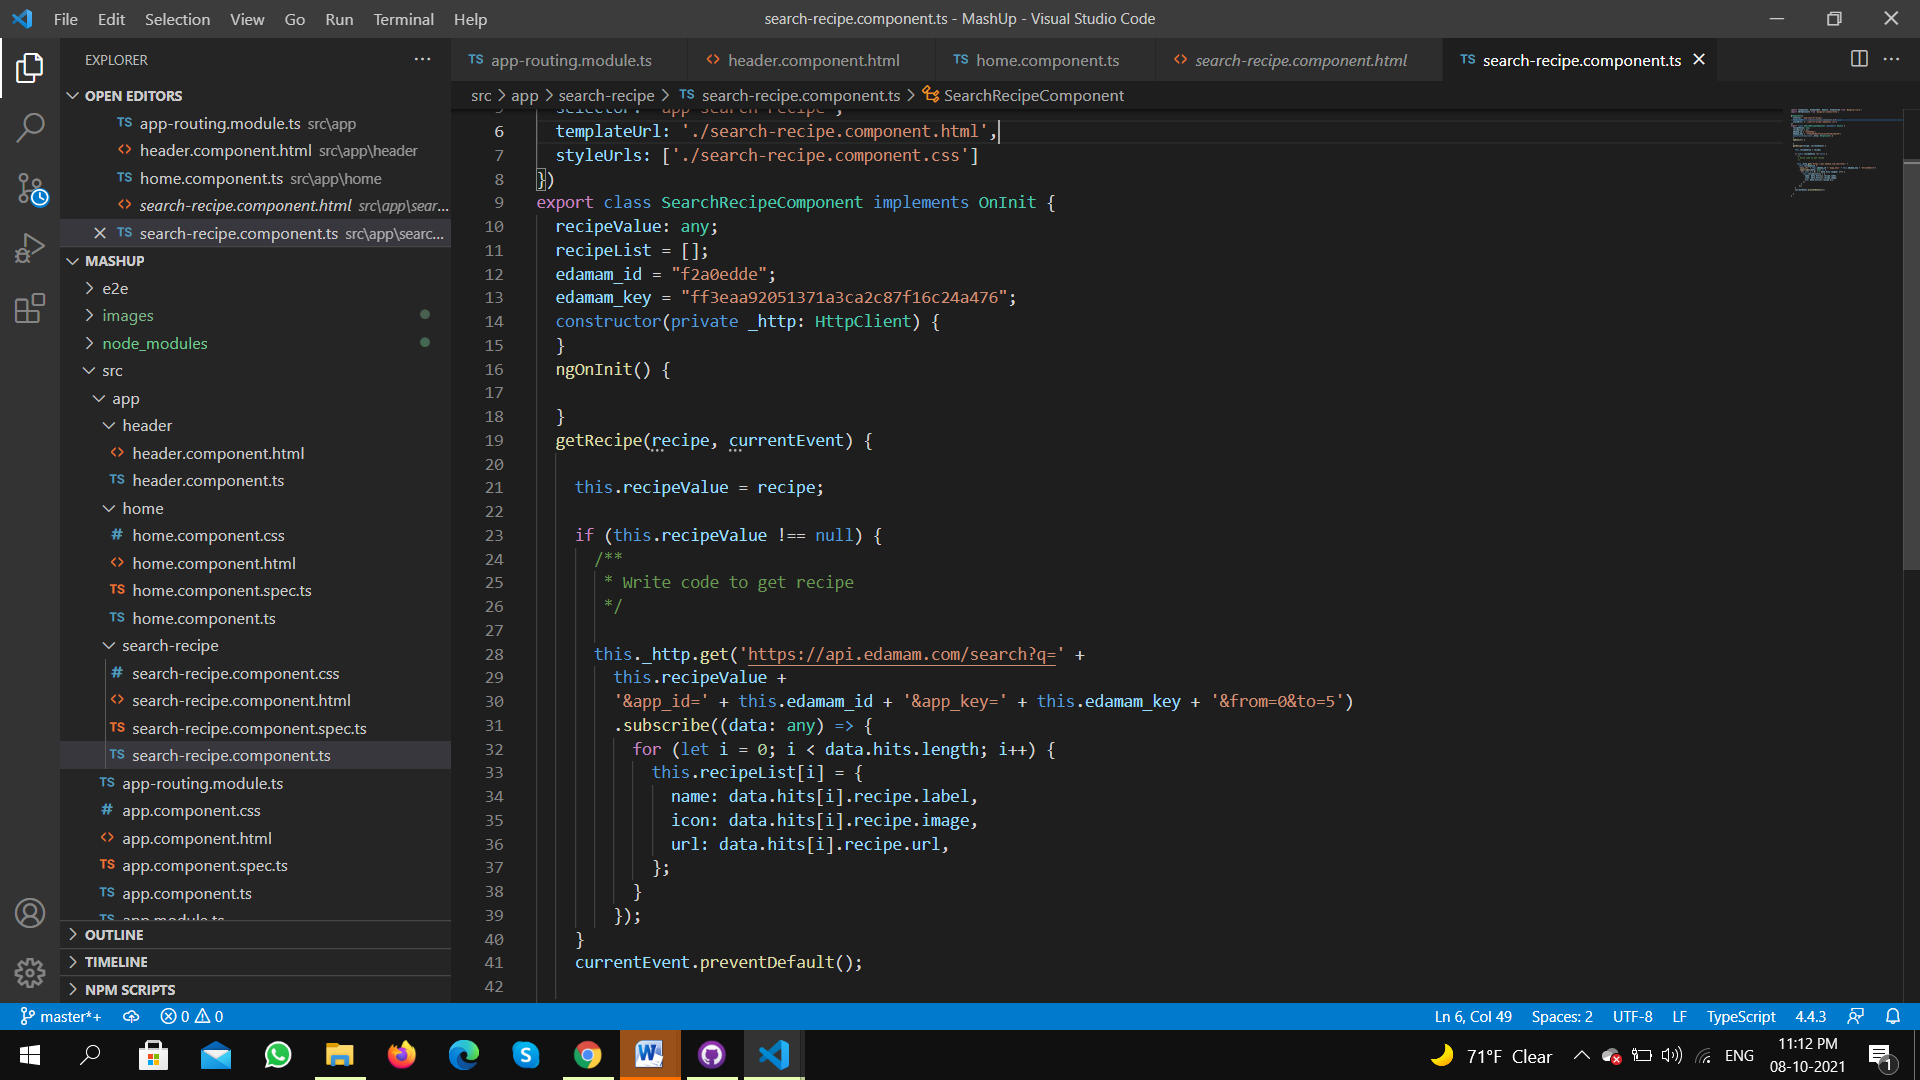 File Edit Selection View Go Run Terminal Help
search-recipe.component.ts - MashUp - Visual Studio Code
EXPLORER
OPEN EDITORS
TS app-routing.module.ts src\app
<> header.component.html src\app\header
TS home.component.ts src\app\home
<> search-recipe.component.html src\app\sear...
TS search-recipe.component.ts src\app\searc...
MASHUP
e2e
images
node_modules
src
app
header
<> header.component.html
TS header.component.ts
home
# home.component.css
<> home.component.html
TS home.component.spec.ts
TS home.component.ts
search-recipe
# search-recipe.component.css
<> search-recipe.component.html
TS search-recipe.component.spec.ts
TS search-recipe.component.ts
TS app-routing.module.ts
# app.component.css
<> app.component.html
TS app.component.spec.ts
TS app.component.ts
TS app.module.ts
OUTLINE
TIMELINE
NPM SCRIPTS
TS app-routing.module.ts
<> header.component.html
TS home.component.ts
<> search-recipe.component.html
TS search-recipe.component.ts
src > app > search-recipe > TS search-recipe.component.ts > SearchRecipeComponent
5 selector: 'app-search-recipe',
6 templateUrl: './search-recipe.component.html',
7 styleUrls: ['./search-recipe.component.css']
8 })
9 export class SearchRecipeComponent implements OnInit {
10 recipeValue: any;
11 recipeList = [];
12 edamam_id = "f2a0edde";
13 edamam_key = "ff3eaa92051371a3ca2c87f16c24a476";
14 constructor(private _http: HttpClient) {
15 }
16 ngOnInit() {
17
18 }
19 getRecipe(recipe, currentEvent) {
20
21 this.recipeValue = recipe;
22
23 if (this.recipeValue !== null) {
24 /**
25 * Write code to get recipe
26 */
27
28 this._http.get('https://api.edamam.com/search?q=' +
29 this.recipeValue +
30 '&app_id=' + this.edamam_id + '&app_key=' + this.edamam_key + '&from=0&to=5')
31 .subscribe((data: any) => {
32 for (let i = 0; i < data.hits.length; i++) {
33 this.recipeList[i] = {
34 name: data.hits[i].recipe.label,
35 icon: data.hits[i].recipe.image,
36 url: data.hits[i].recipe.url,
37 };
38 }
39 });
40 }
41 currentEvent.preventDefault();
42
master*+ 0 0
Ln 6, Col 49 Spaces: 2 UTF-8 LF TypeScript 4.4.3
71°F Clear
ENG
11:12 PM
08-10-2021
1